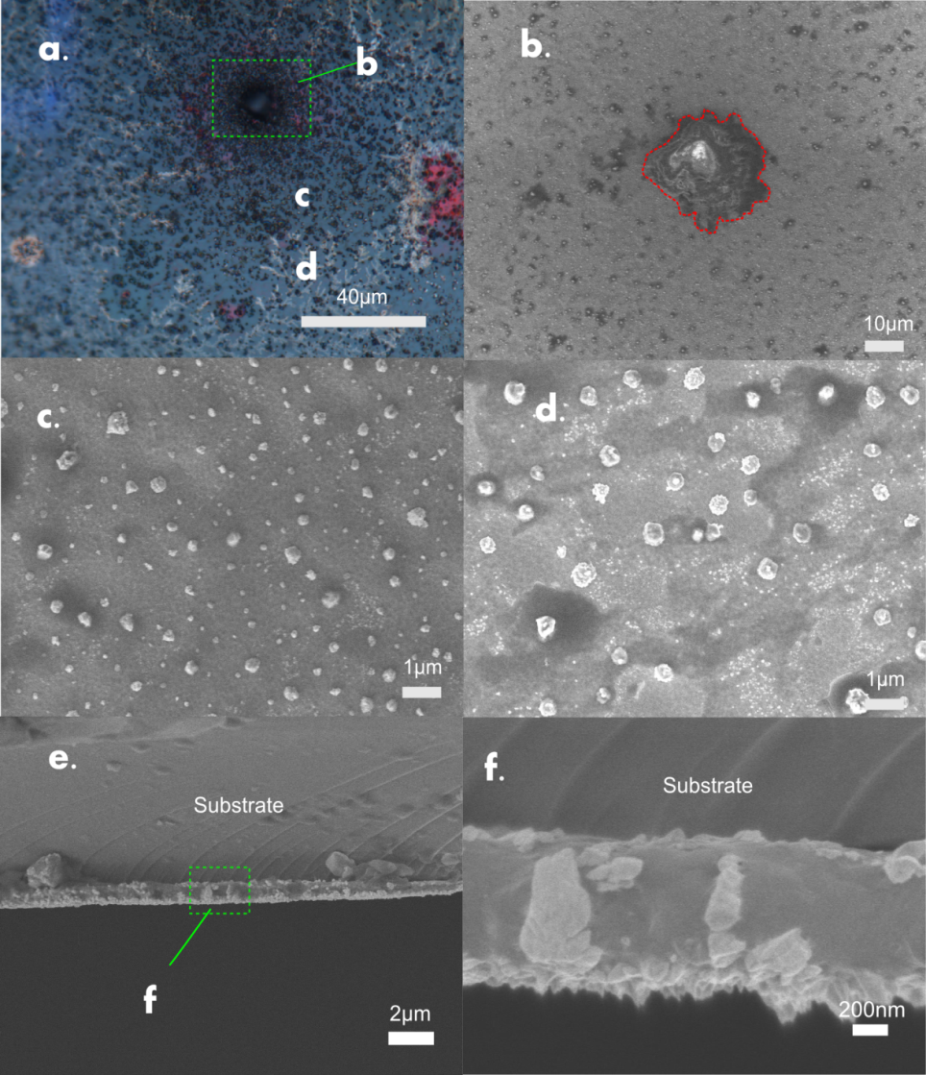 a.
b
c
d
40μm
b.
10μm
c.
1μm
d.
1μm
e.
Substrate
f
2μm
f.
Substrate
200nm